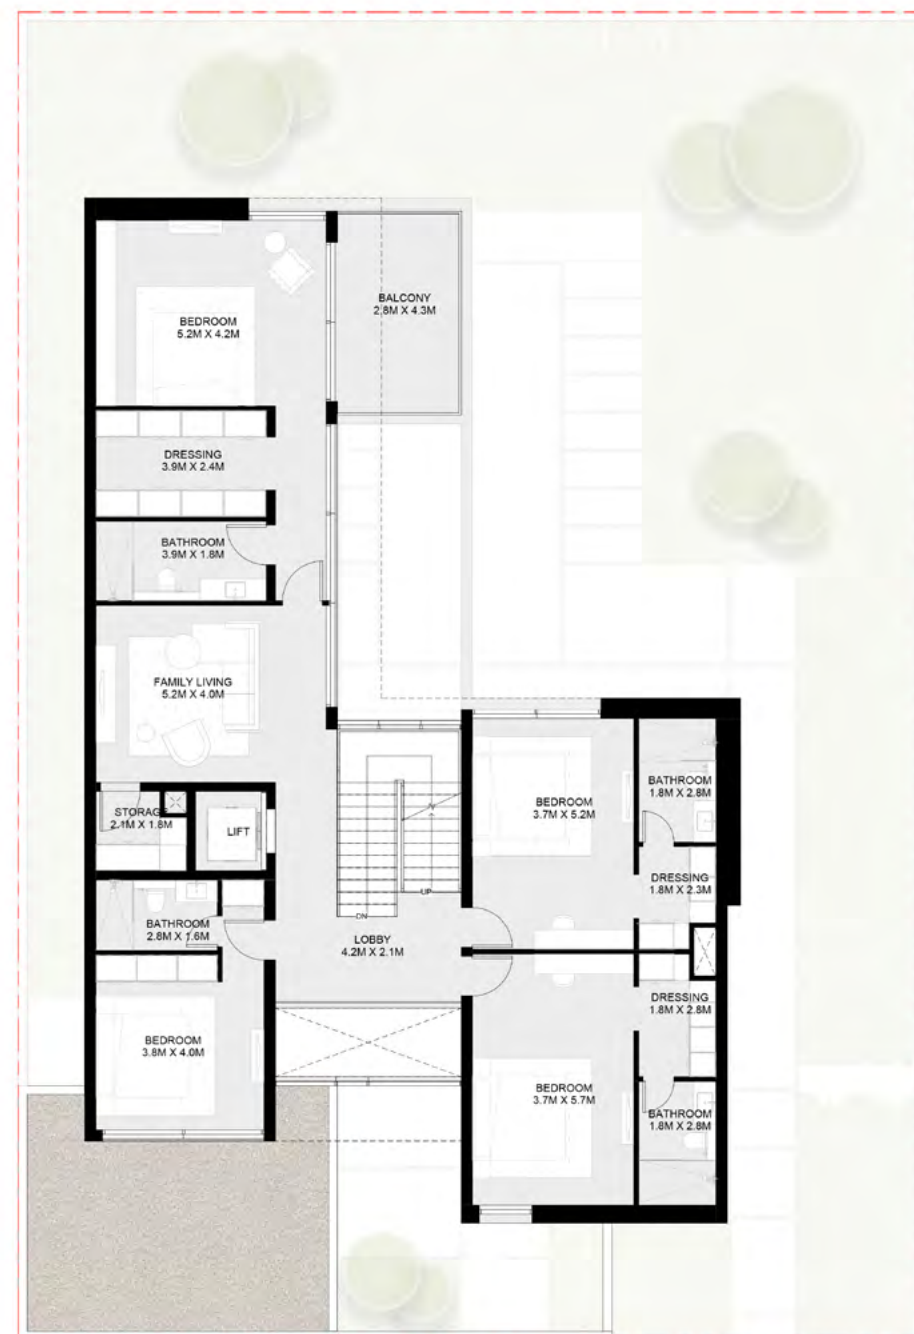 BALCONY
2.8M X 4.3M
BEDROOM
5.2M X 4.2M
DRESSING
3.9M X 2.4M
BATHROOM
3.9M X 1.8M
FAMILY LIVING
5.2M X 4.0M
STORAGE
2.1M X 1.8M
LIFT
BEDROOM
3.7M X 5.2M
BATHROOM
1.8M X 2.8M
DRESSING
1.8M X 2.3M
UP
DN
BATHROOM
2.8M X 1.6M
LOBBY
4.2M X 2.1M
BEDROOM
3.8M X 4.0M
DRESSING
1.8M X 2.8M
BEDROOM
3.7M X 5.7M
BATHROOM
1.8M X 2.8M